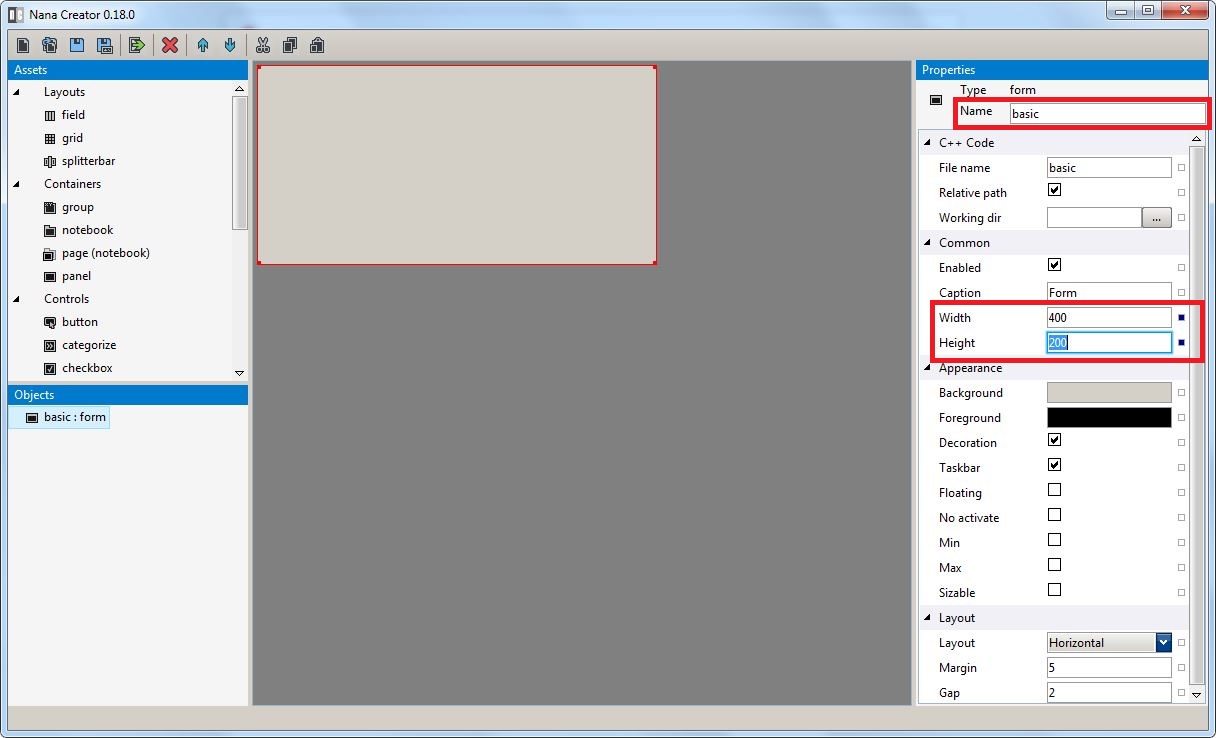 Nana Creator 0.18.0
Assets
Layouts
field
grid
splitterbar
Containers
group
notebook
page (notebook)
panel
Controls
button
categorize
checkbox
Objects
basic : form
Properties
Type form
Name basic
C++ Code
File name basic
Relative path
Working dir ...
Common
Enabled
Caption Form
Width 400
Height 200
Appearance
Background
Foreground
Decoration
Taskbar
Floating
No activate
Min
Max
Sizable
Layout
Layout Horizontal
Margin 5
Gap 2